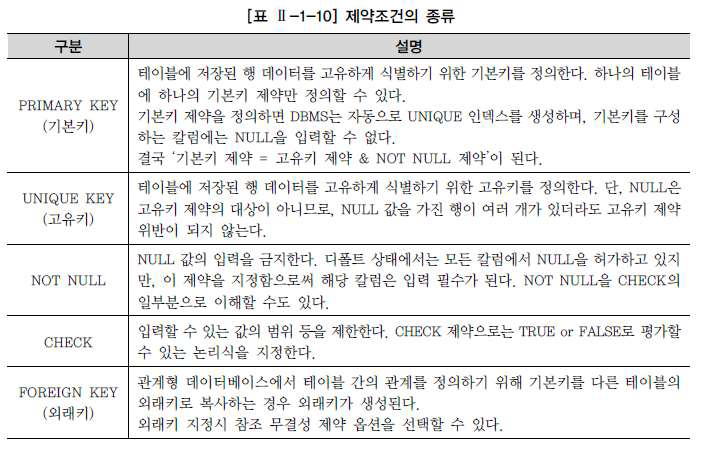 [표 Ⅱ-1-10] 제약조건의 종류
구분
설명
PRIMARY KEY
(기본키)
테이블에 저장된 행 데이터를 고유하게 식별하기 위한 기본키를 정의한다. 하나의 테이블
에 하나의 기본키 제약만 정의할 수 있다.
기본키 제약을 정의하면 DBMS는 자동으로 UNIQUE 인덱스를 생성하며, 기본키를 구성
하는 칼럼에는 NULL을 입력할 수 없다.
결국 ‘기본키 제약 = 고유키 제약 & NOT NULL 제약’이 된다.
UNIQUE KEY
(고유키)
테이블에 저장된 행 데이터를 고유하게 식별하기 위한 고유키를 정의한다. 단, NULL은
고유키 제약의 대상이 아니므로, NULL 값을 가진 행이 여러 개가 있더라도 고유키 제약
위반이 되지 않는다.
NOT NULL
NULL 값의 입력을 금지한다. 디폴트 상태에서는 모든 칼럼에서 NULL을 허가하고 있지
만, 이 제약을 지정함으로써 해당 칼럼은 입력 필수가 된다. NOT NULL을 CHECK의
일부분으로 이해할 수도 있다.
CHECK
입력할 수 있는 값의 범위 등을 제한한다. CHECK 제약으로는 TRUE or FALSE로 평가할
수 있는 논리식을 지정한다.
FOREIGN KEY
(외래키)
관계형 데이터베이스에서 테이블 간의 관계를 정의하기 위해 기본키를 다른 테이블의
외래키로 복사하는 경우 외래키가 생성된다.
외래키 지정시 참조 무결성 제약 옵션을 선택할 수 있다.